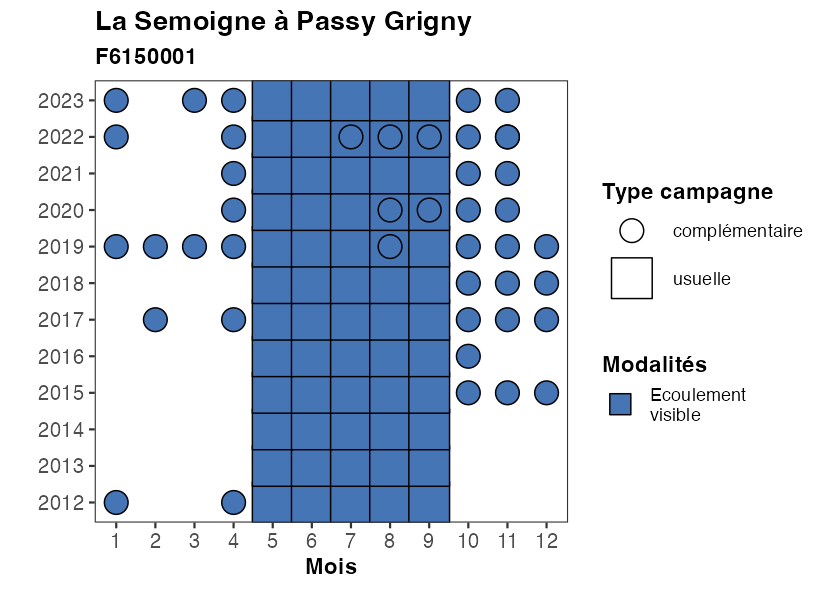 La Semoigne à Passy Grigny
F6150001
2023
2022
2021
2020
2019
2018
2017
2016
2015
2014
2013
2012
1 2 3 4 5 6 7 8 9 10 11 12
Mois
Type campagne
complémentaire
usuelle
Modalités
Ecoulement
visible